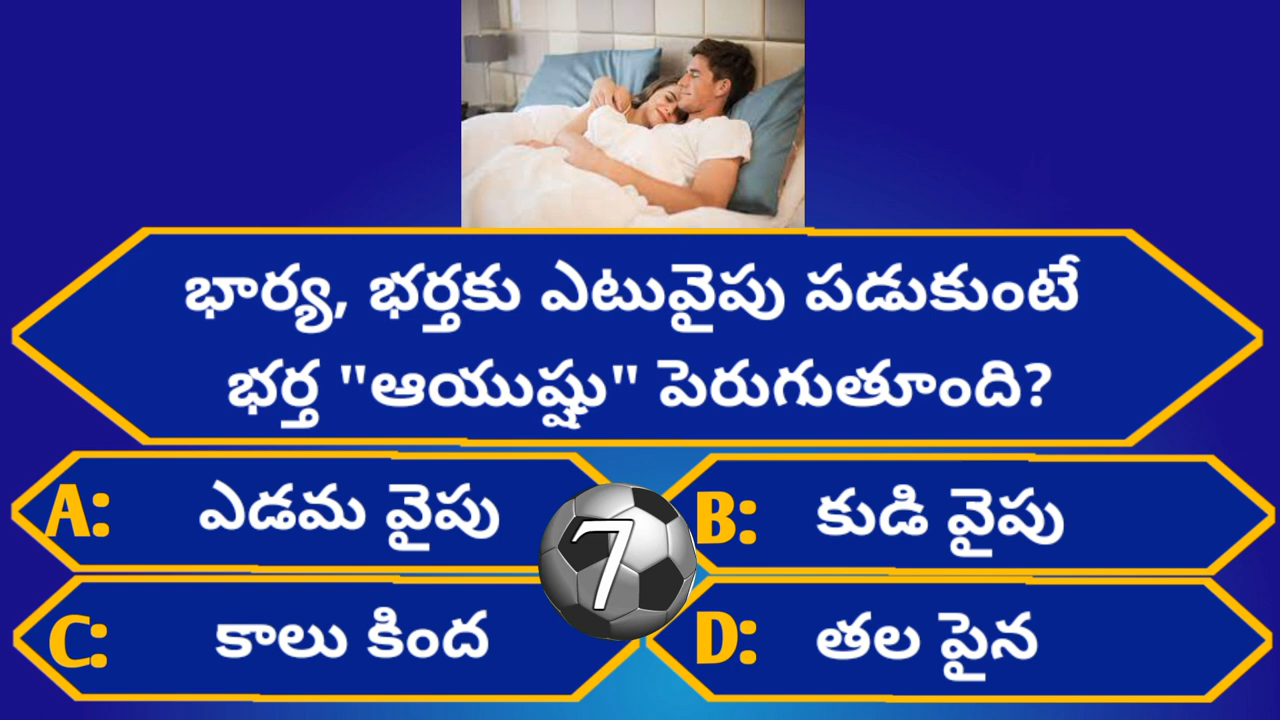 భార్య, భర్తకు ఎటువైపు పడుకుంటే
భర్త "ఆయుష్షు" పెరుగుతూంది?
A: ఎడమ వైపు
B: కుడి వైపు
7
C: కాలు కింద
D: తల పైన